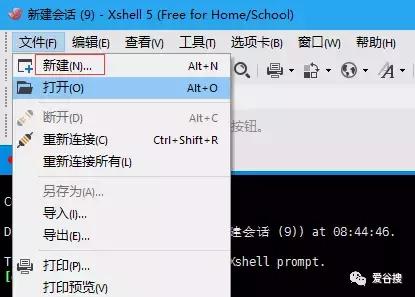 新建会话 (9) - Xshell 5 (Free for Home/School)
文件(F) 编辑(E) 查看(V) 工具(T) 选项卡(B) 窗口(W) 帮助(H)
新建(N)... Alt+N
打开(O) Alt+O
断开(D) Alt+C
按钮。
重新连接(C) Ctrl+Shift+R
重新连接所有(L)
另存为(A)...
导入(I)...
建会话 (9)) at 08:44:46.
导出(E)...
Xshell prompt.
打印(P)...
打印预览(V)
爱谷搜